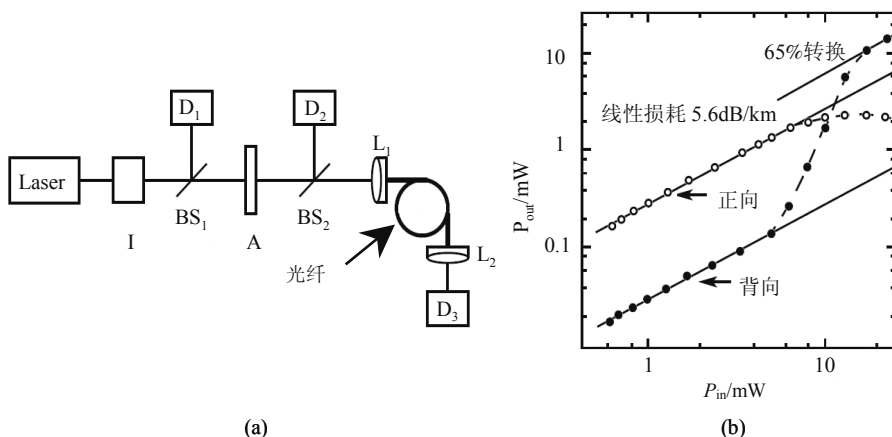 Laser
I
D1
BS1
A
D2
BS2
L1
光纤
L2
D3
(a)
10
1
0.1
Pout/mW
65%转换
线性损耗 5.6dB/km
正向
背向
1
10
Pin/mW
(b)